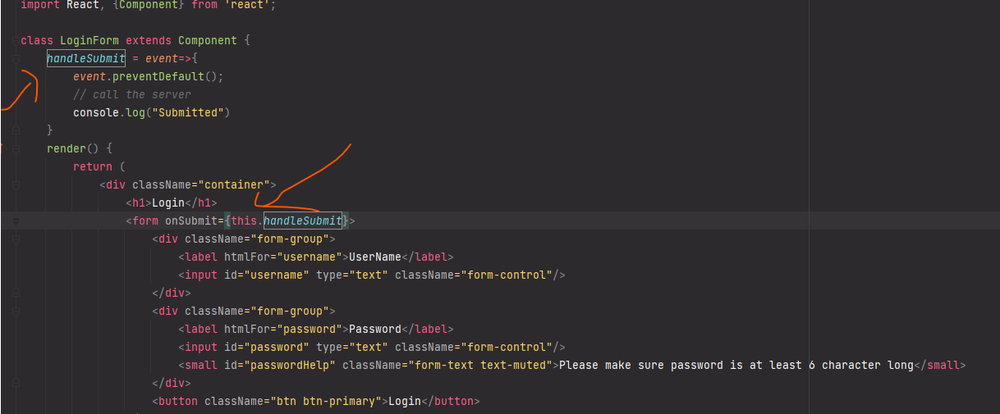 import React, {Component} from 'react';
class LoginForm extends Component {
handleSubmit = event=>{
event.preventDefault();
// call the server
console.log("Submitted")
}
render() {
return (
<div className="container">
<h1>Login</h1>
<form onSubmit={this.handleSubmit}>
<div className="form-group">
<label htmlFor="username">UserName</label>
<input id="username" type="text" className="form-control"/>
</div>
<div className="form-group">
<label htmlFor="password">Password</label>
<input id="password" type="text" className="form-control"/>
<small id="passwordHelp" className="form-text text-muted">Please make sure password is at least 6 character long</small>
</div>
<button className="btn btn-primary">Login</button>